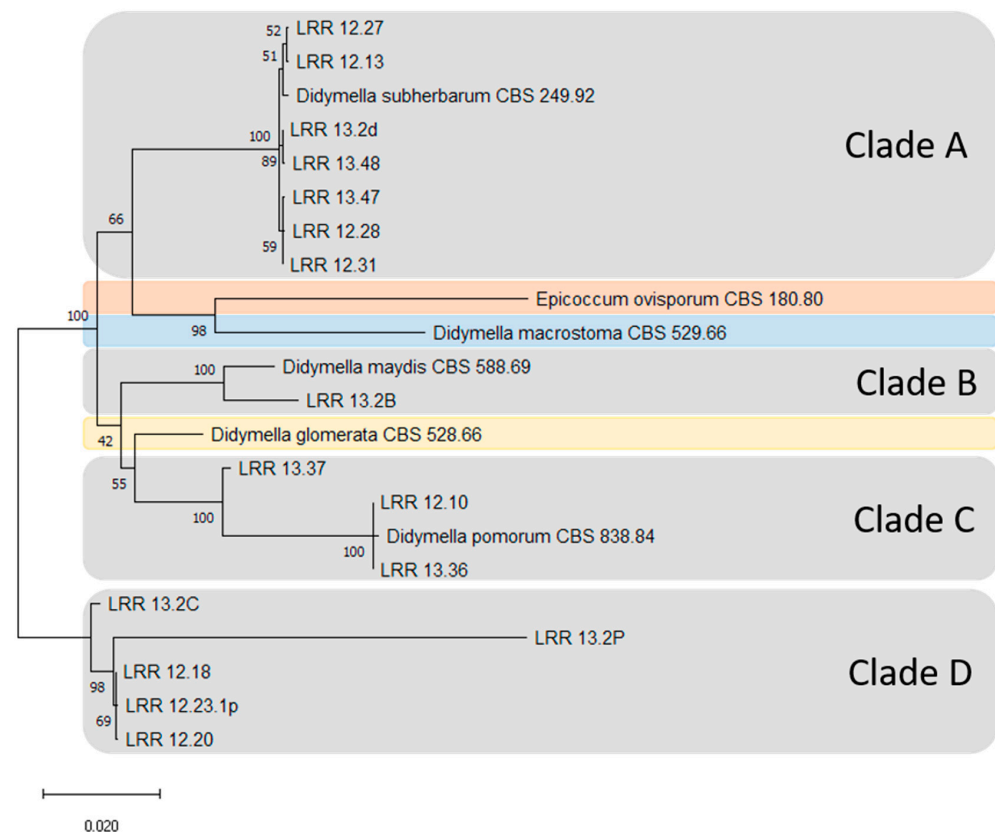 52
LRR 12.27
51
LRR 12.13
Didymella subherbarum CBS 249.92
100
LRR 13.2d
Clade A
89
LRR 13.48
LRR 13.47
66
LRR 12.28
59
LRR 12.31
Epicoccum ovisporum CBS 180.80
100
98
Didymella macrostoma CBS 529.66
100
Didymella maydis CBS 588.69
Clade B
LRR 13.2B
42
Didymella glomerata CBS 528.66
LRR 13.37
55
LRR 12.10
100
Clade C
Didymella pomorum CBS 838.84
100
LRR 13.36
LRR 13.2C
LRR 13.2P
LRR 12.18
Clade D
98
LRR 12.23.1p
69
LRR 12.20
0.020